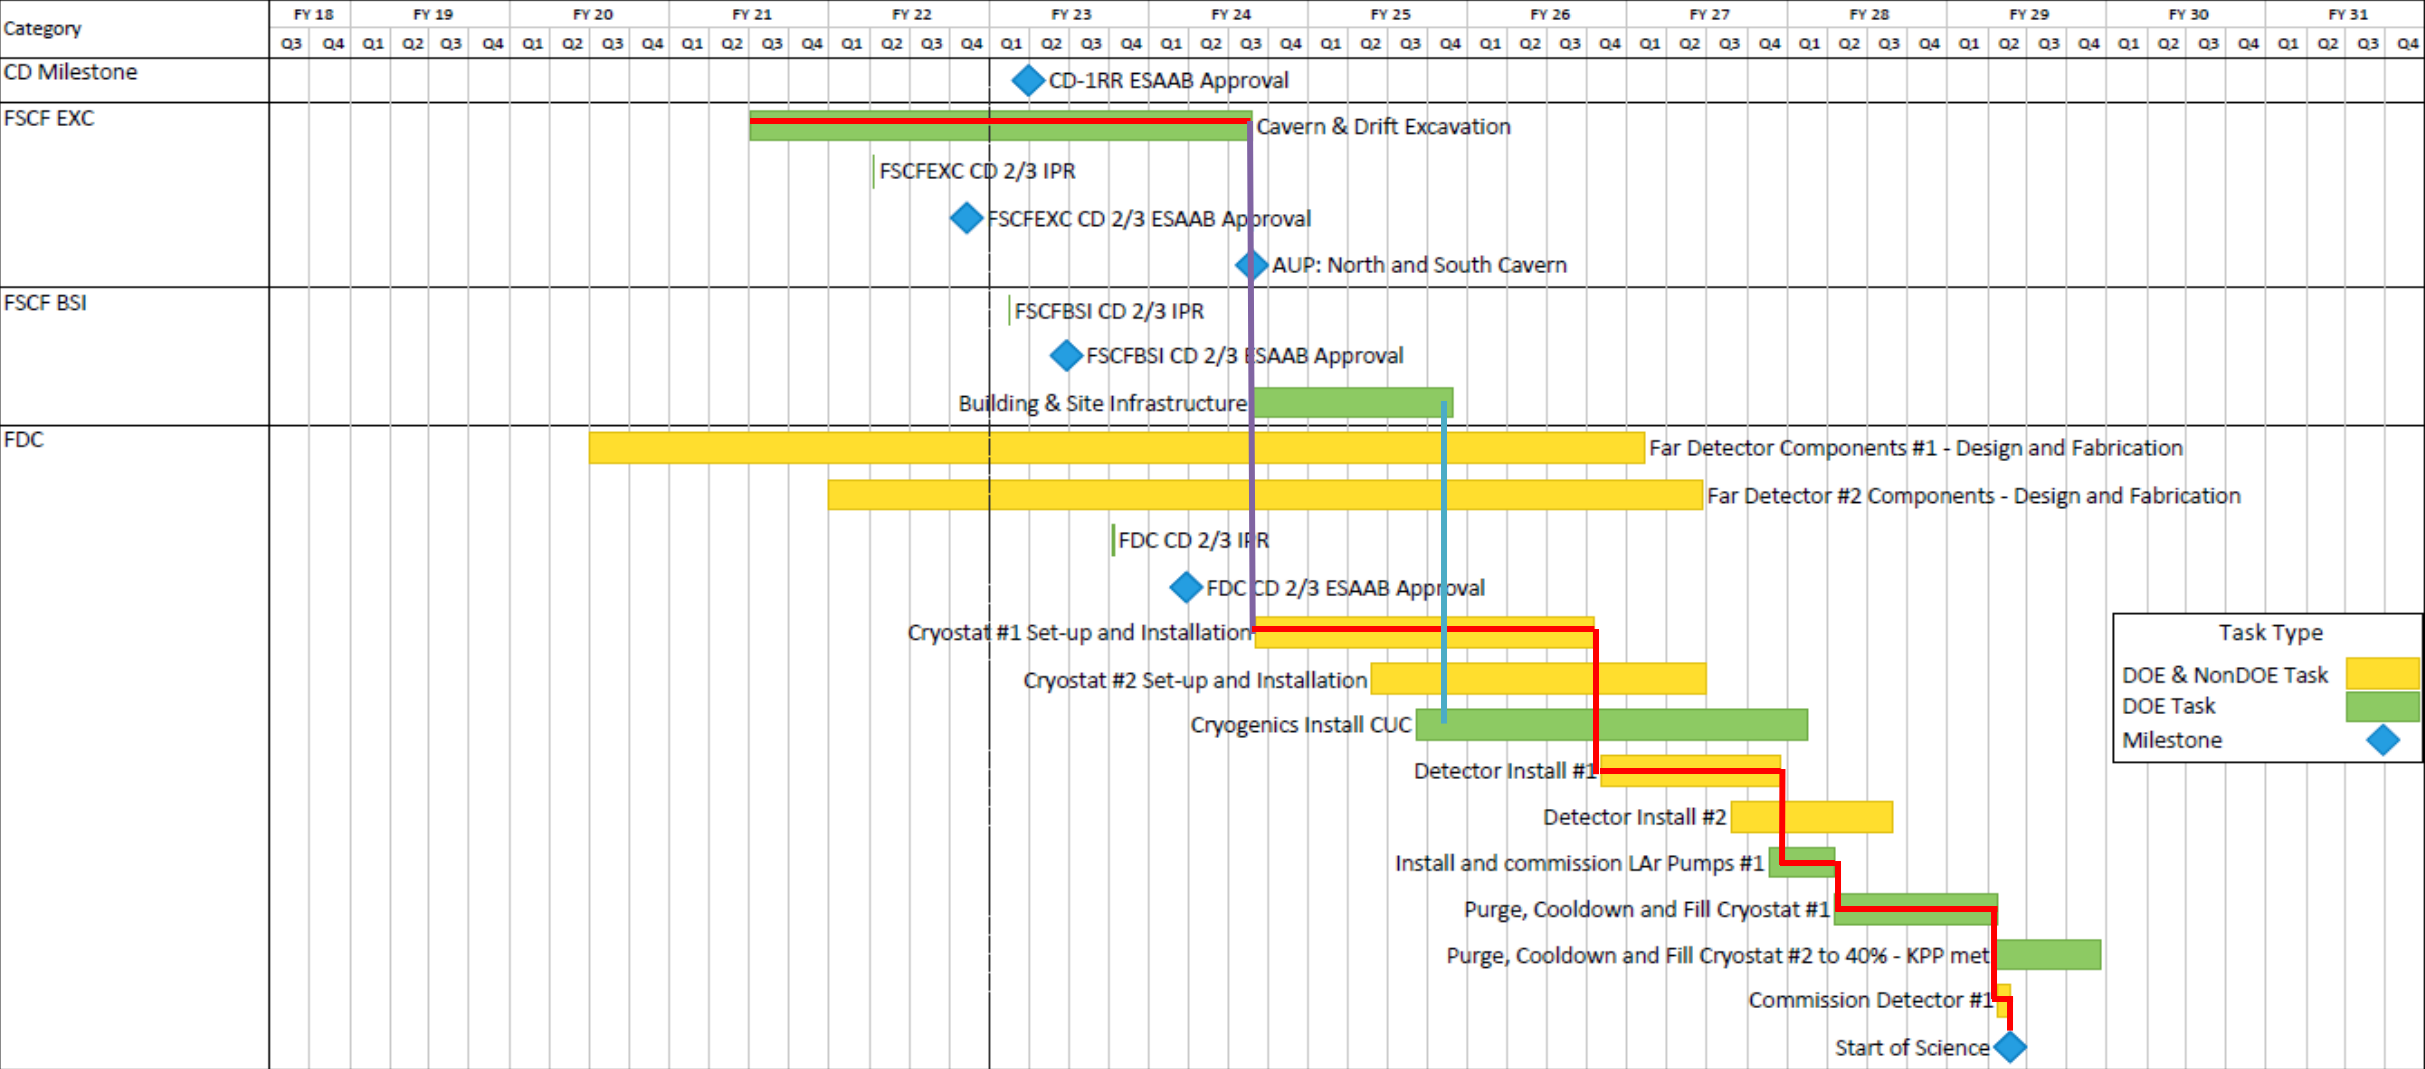 Category
FY 18 FY 19 FY 20 FY 21 FY 22 FY 23 FY 24 FY 25 FY 26 FY 27 FY 28 FY 29 FY 30 FY 31
Q3 Q4 Q1 Q2 Q3 Q4 Q1 Q2 Q3 Q4 Q1 Q2 Q3 Q4 Q1 Q2 Q3 Q4 Q1 Q2 Q3 Q4 Q1 Q2 Q3 Q4 Q1 Q2 Q3 Q4 Q1 Q2 Q3 Q4 Q1 Q2 Q3 Q4 Q1 Q2 Q3 Q4 Q1 Q2 Q3 Q4 Q1 Q2 Q3 Q4 Q1 Q2 Q3 Q4
CD Milestone
CD-1RR ESAAB Approval
FSCF EXC
Cavern & Drift Excavation
FSCFEXC CD 2/3 IPR
FSCFEXC CD 2/3 ESAAB Approval
AUP: North and South Cavern
FSCF BSI
FSCFBSI CD 2/3 IPR
FSCFBSI CD 2/3 ESAAB Approval
Building & Site Infrastructure
FDC
Far Detector Components #1 - Design and Fabrication
Far Detector #2 Components - Design and Fabrication
FDC CD 2/3 IPR
FDC CD 2/3 ESAAB Approval
Cryostat #1 Set-up and Installation
Cryostat #2 Set-up and Installation
Cryogenics Install CUC
Detector Install #1
Detector Install #2
Install and commission LAr Pumps #1
Purge, Cooldown and Fill Cryostat #1
Purge, Cooldown and Fill Cryostat #2 to 40% - KPP met
Commission Detector #1
Start of Science
Task Type
DOE & NonDOE Task
DOE Task
Milestone